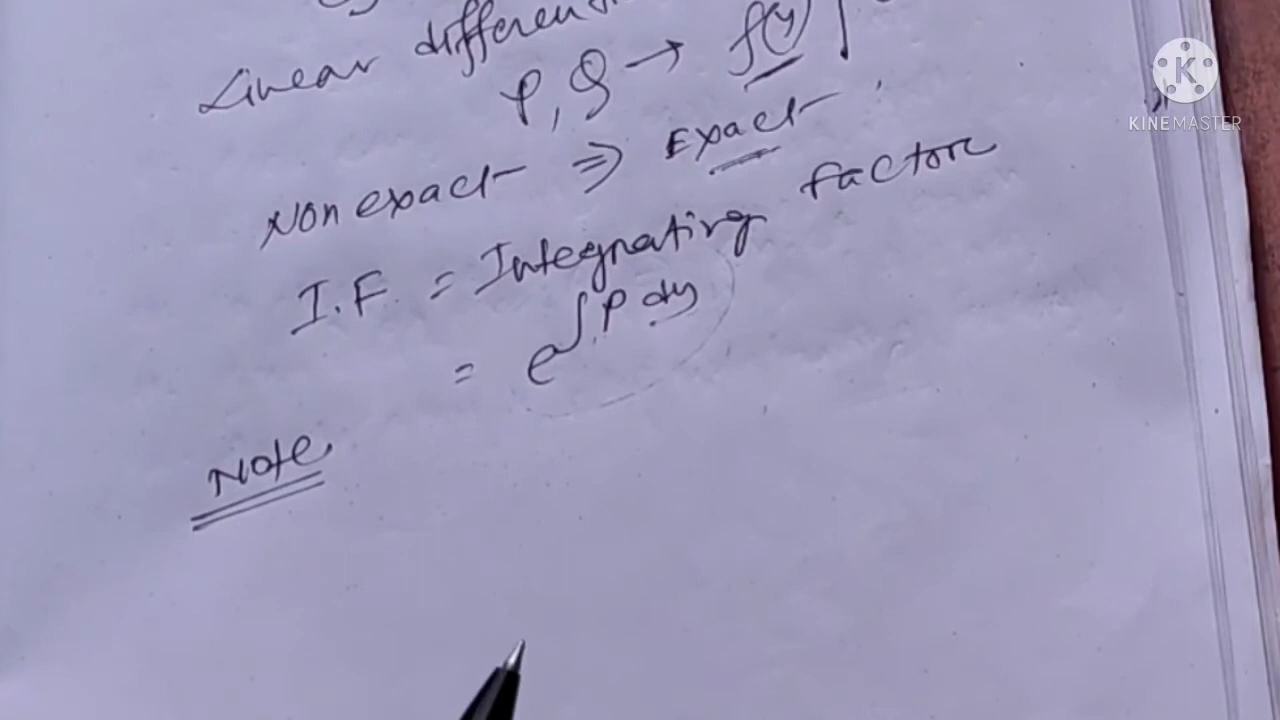 Linear
P, Q → f(y)
Non exact ⇒ Exact
I.F. = Integrating factor
= e^∫P dy
Note
K
KINEMASTER